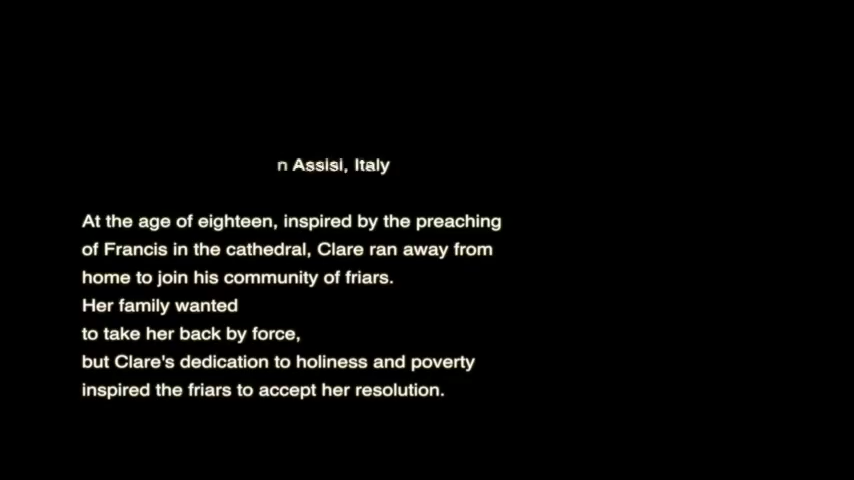 n Assisi, Italy
At the age of eighteen, inspired by the preaching
of Francis in the cathedral, Clare ran away from
home to join his community of friars.
Her family wanted
to take her back by force,
but Clare's dedication to holiness and poverty
inspired the friars to accept her resolution.